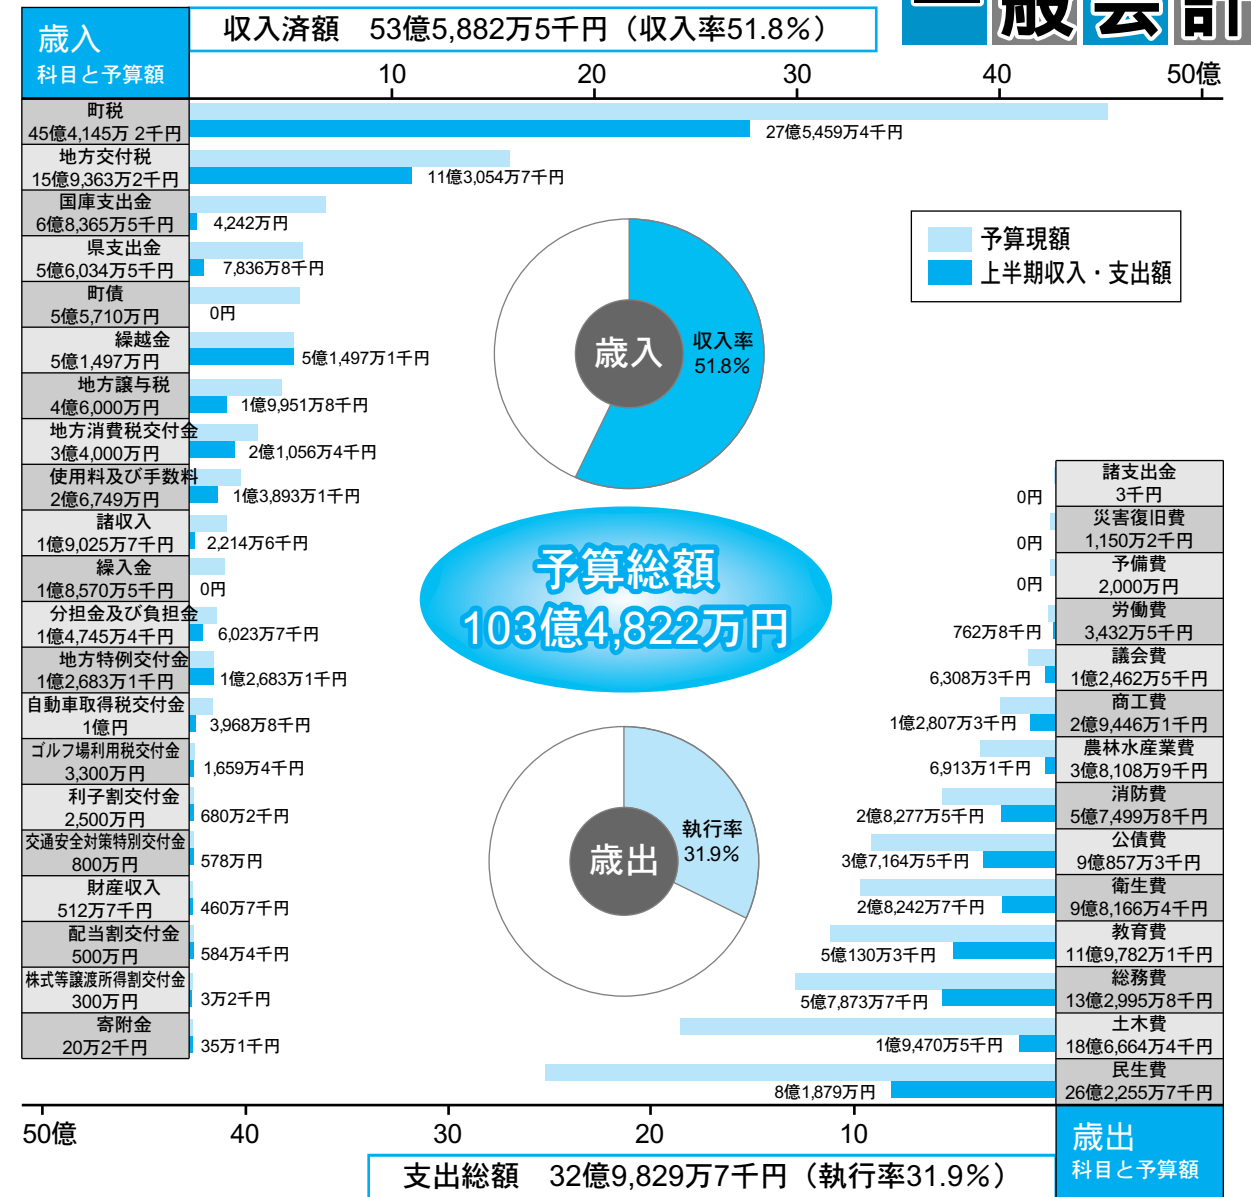 一般会計
歳入
科目と予算額
収入済額　53億5,882万5千円（収入率51.8％）
10 20 30 40 50億
町税
45億4,145万 2千円
27億5,459万4千円
地方交付税
15億9,363万2千円
11億3,054万7千円
国庫支出金
6億8,365万5千円
4,242万円
県支出金
5億6,034万5千円
7,836万8千円
町債
5億5,710万円
0円
繰越金
5億1,497万円
5億1,497万1千円
地方譲与税
4億6,000万円
1億9,951万8千円
地方消費税交付金
3億4,000万円
2億1,056万4千円
使用料及び手数料
2億6,749万円
1億3,893万1千円
諸収入
1億9,025万7千円
2,214万6千円
繰入金
1億8,570万5千円
0円
分担金及び負担金
1億4,745万4千円
6,023万7千円
地方特例交付金
1億2,683万1千円
1億2,683万1千円
自動車取得税交付金
1億円
3,968万8千円
ゴルフ場利用税交付金
3,300万円
1,659万4千円
利子割交付金
2,500万円
680万2千円
交通安全対策特別交付金
800万円
578万円
財産収入
512万7千円
460万7千円
配当割交付金
500万円
584万4千円
株式等譲渡所得割交付金
300万円
3万2千円
寄附金
20万2千円
35万1千円
予算現額
上半期収入・支出額
歳入
収入率
51.8％
予算総額
103億4,822万円
歳出
執行率
31.9％
諸支出金
3千円
0円
災害復旧費
1,150万2千円
0円
予備費
2,000万円
0円
労働費
3,432万5千円
762万8千円
議会費
1億2,462万5千円
6,308万3千円
商工費
2億9,446万1千円
1億2,807万3千円
農林水産業費
3億8,108万9千円
6,913万1千円
消防費
5億7,499万8千円
2億8,277万5千円
公債費
9億857万3千円
3億7,164万5千円
衛生費
9億8,166万4千円
2億8,242万7千円
教育費
11億9,782万1千円
5億130万3千円
総務費
13億2,995万8千円
5億7,873万7千円
土木費
18億6,664万4千円
1億9,470万5千円
民生費
26億2,255万7千円
8億1,879万円
50億 40 30 20 10
歳出
科目と予算額
支出総額　32億9,829万7千円（執行率31.9％）